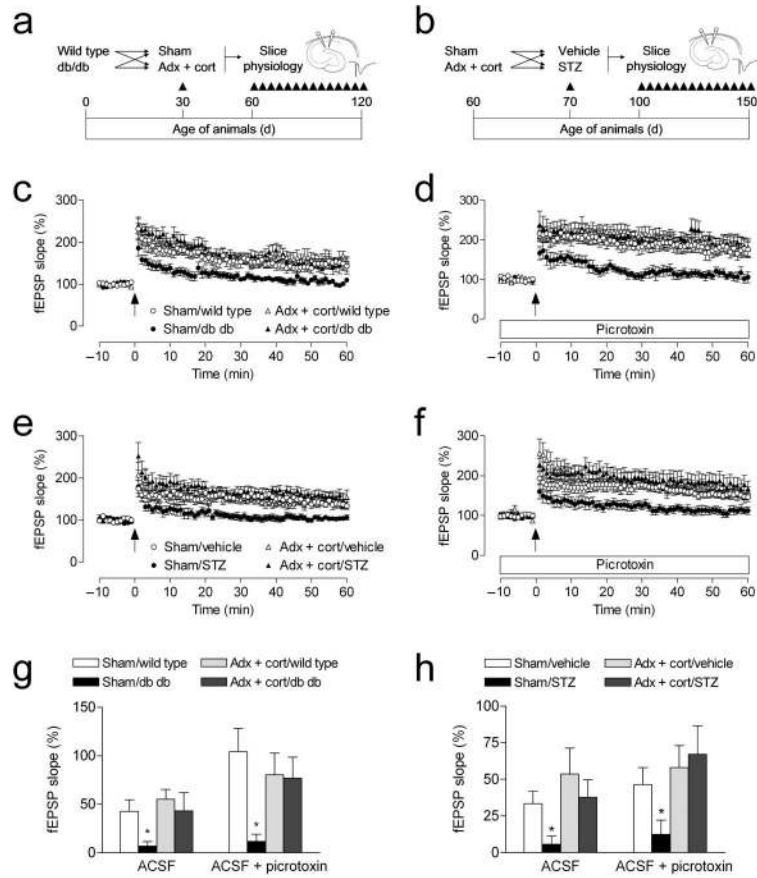 a
Wild type Sham Slice
db/db Adx + cort physiology
0 30 60 120
Age of animals (d)
b
Sham Vehicle Slice
Adx + cort STZ physiology
60 70 100 150
Age of animals (d)
c
fEPSP slope (%)
300
200
100
0
Sham/wild type Adx + cort/wild type
Sham/db db Adx + cort/db db
–10 0 10 20 30 40 50 60
Time (min)
d
fEPSP slope (%)
300
200
100
0
Picrotoxin
–10 0 10 20 30 40 50 60
Time (min)
e
fEPSP slope (%)
300
200
100
0
Sham/vehicle Adx + cort/vehicle
Sham/STZ Adx + cort/STZ
–10 0 10 20 30 40 50 60
Time (min)
f
fEPSP slope (%)
300
200
100
0
Picrotoxin
–10 0 10 20 30 40 50 60
Time (min)
g
Sham/wild type Adx + cort/wild type
Sham/db db Adx + cort/db db
fEPSP slope (%)
150
100
50
0
* *
ACSF ACSF + picrotoxin
h
Sham/vehicle Adx + cort/vehicle
Sham/STZ Adx + cort/STZ
fEPSP slope (%)
100
75
50
25
0
* *
ACSF ACSF + picrotoxin